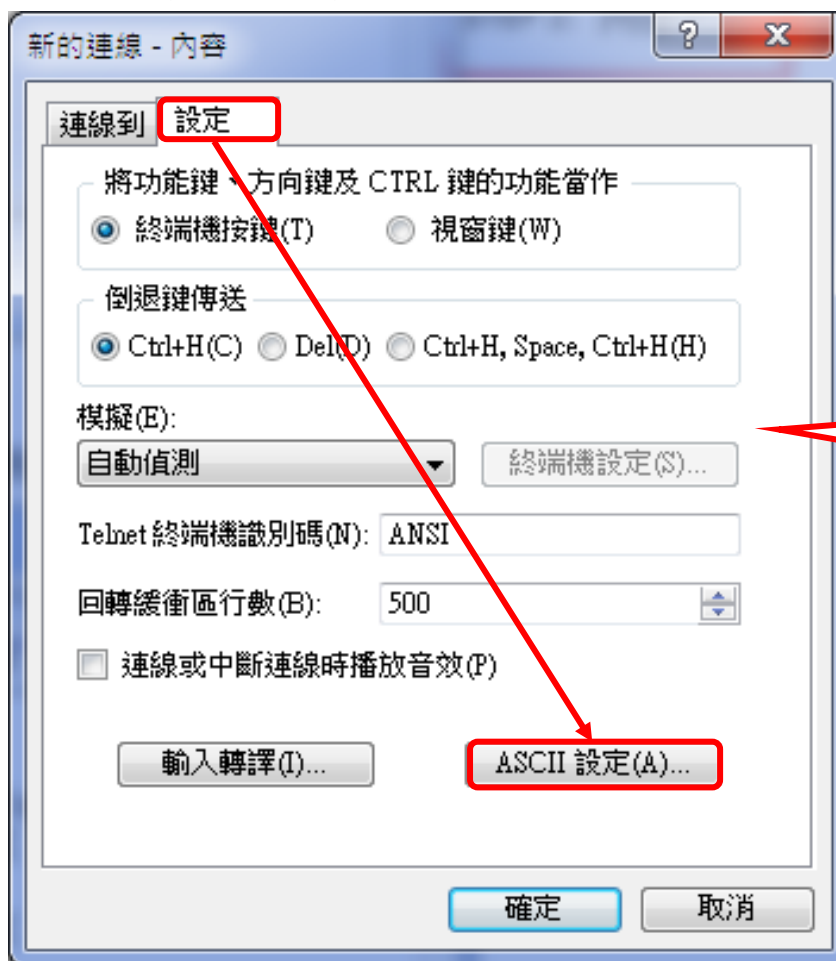 新的連線 - 內容
連線到 設定
將功能鍵、方向鍵及 CTRL 鍵的功能當作
終端機按鍵(T) 視窗鍵(W)
倒退鍵傳送
Ctrl+H(C) Del(D) Ctrl+H, Space, Ctrl+H(H)
模擬(E):
自動偵測 終端機設定(S)...
Telnet 終端機識別碼(N): ANSI
回轉緩衝區行數(B): 500
連線或中斷連線時播放音效(P)
輸入轉譯(I)... ASCII 設定(A)...
確定 取消